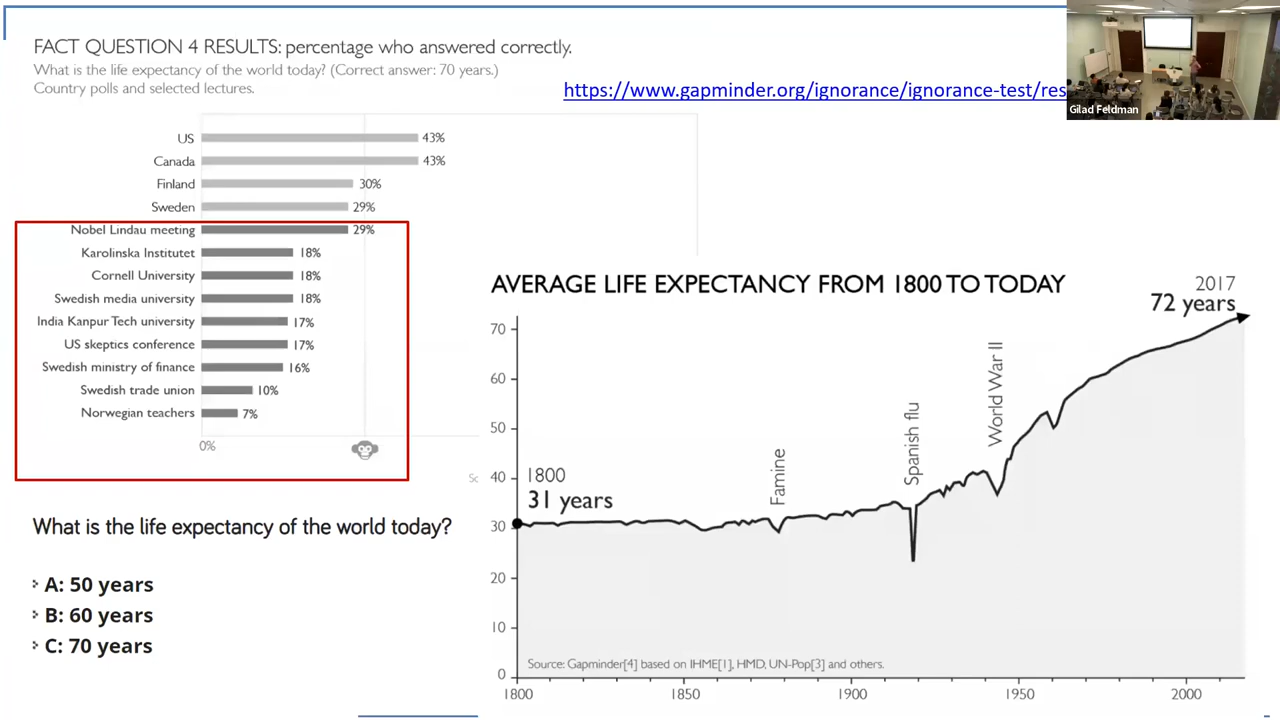 FACT QUESTION 4 RESULTS: percentage who answered correctly.
What is the life expectancy of the world today? (Correct answer: 70 years.)
Country polls and selected lectures.
https://www.gapminder.org/ignorance/ignorance-test/res
Gilad Feldman
US 43%
Canada 43%
Finland 30%
Sweden 29%
Nobel Lindau meeting 29%
Karolinska Institutet 18%
Cornell University 18%
Swedish media university 18%
India Kanpur Tech university 17%
US skeptics conference 17%
Swedish ministry of finance 16%
Swedish trade union 10%
Norwegian teachers 7%
0%
Sc
What is the life expectancy of the world today?
A: 50 years
B: 60 years
C: 70 years
AVERAGE LIFE EXPECTANCY FROM 1800 TO TODAY
2017
72 years
70
60
50
40
30
20
10
0
1800
31 years
Famine
Spanish flu
World War II
Source: Gapminder[4] based on IHME[1], HMD, UN-Pop[3] and others.
1800 1850 1900 1950 2000